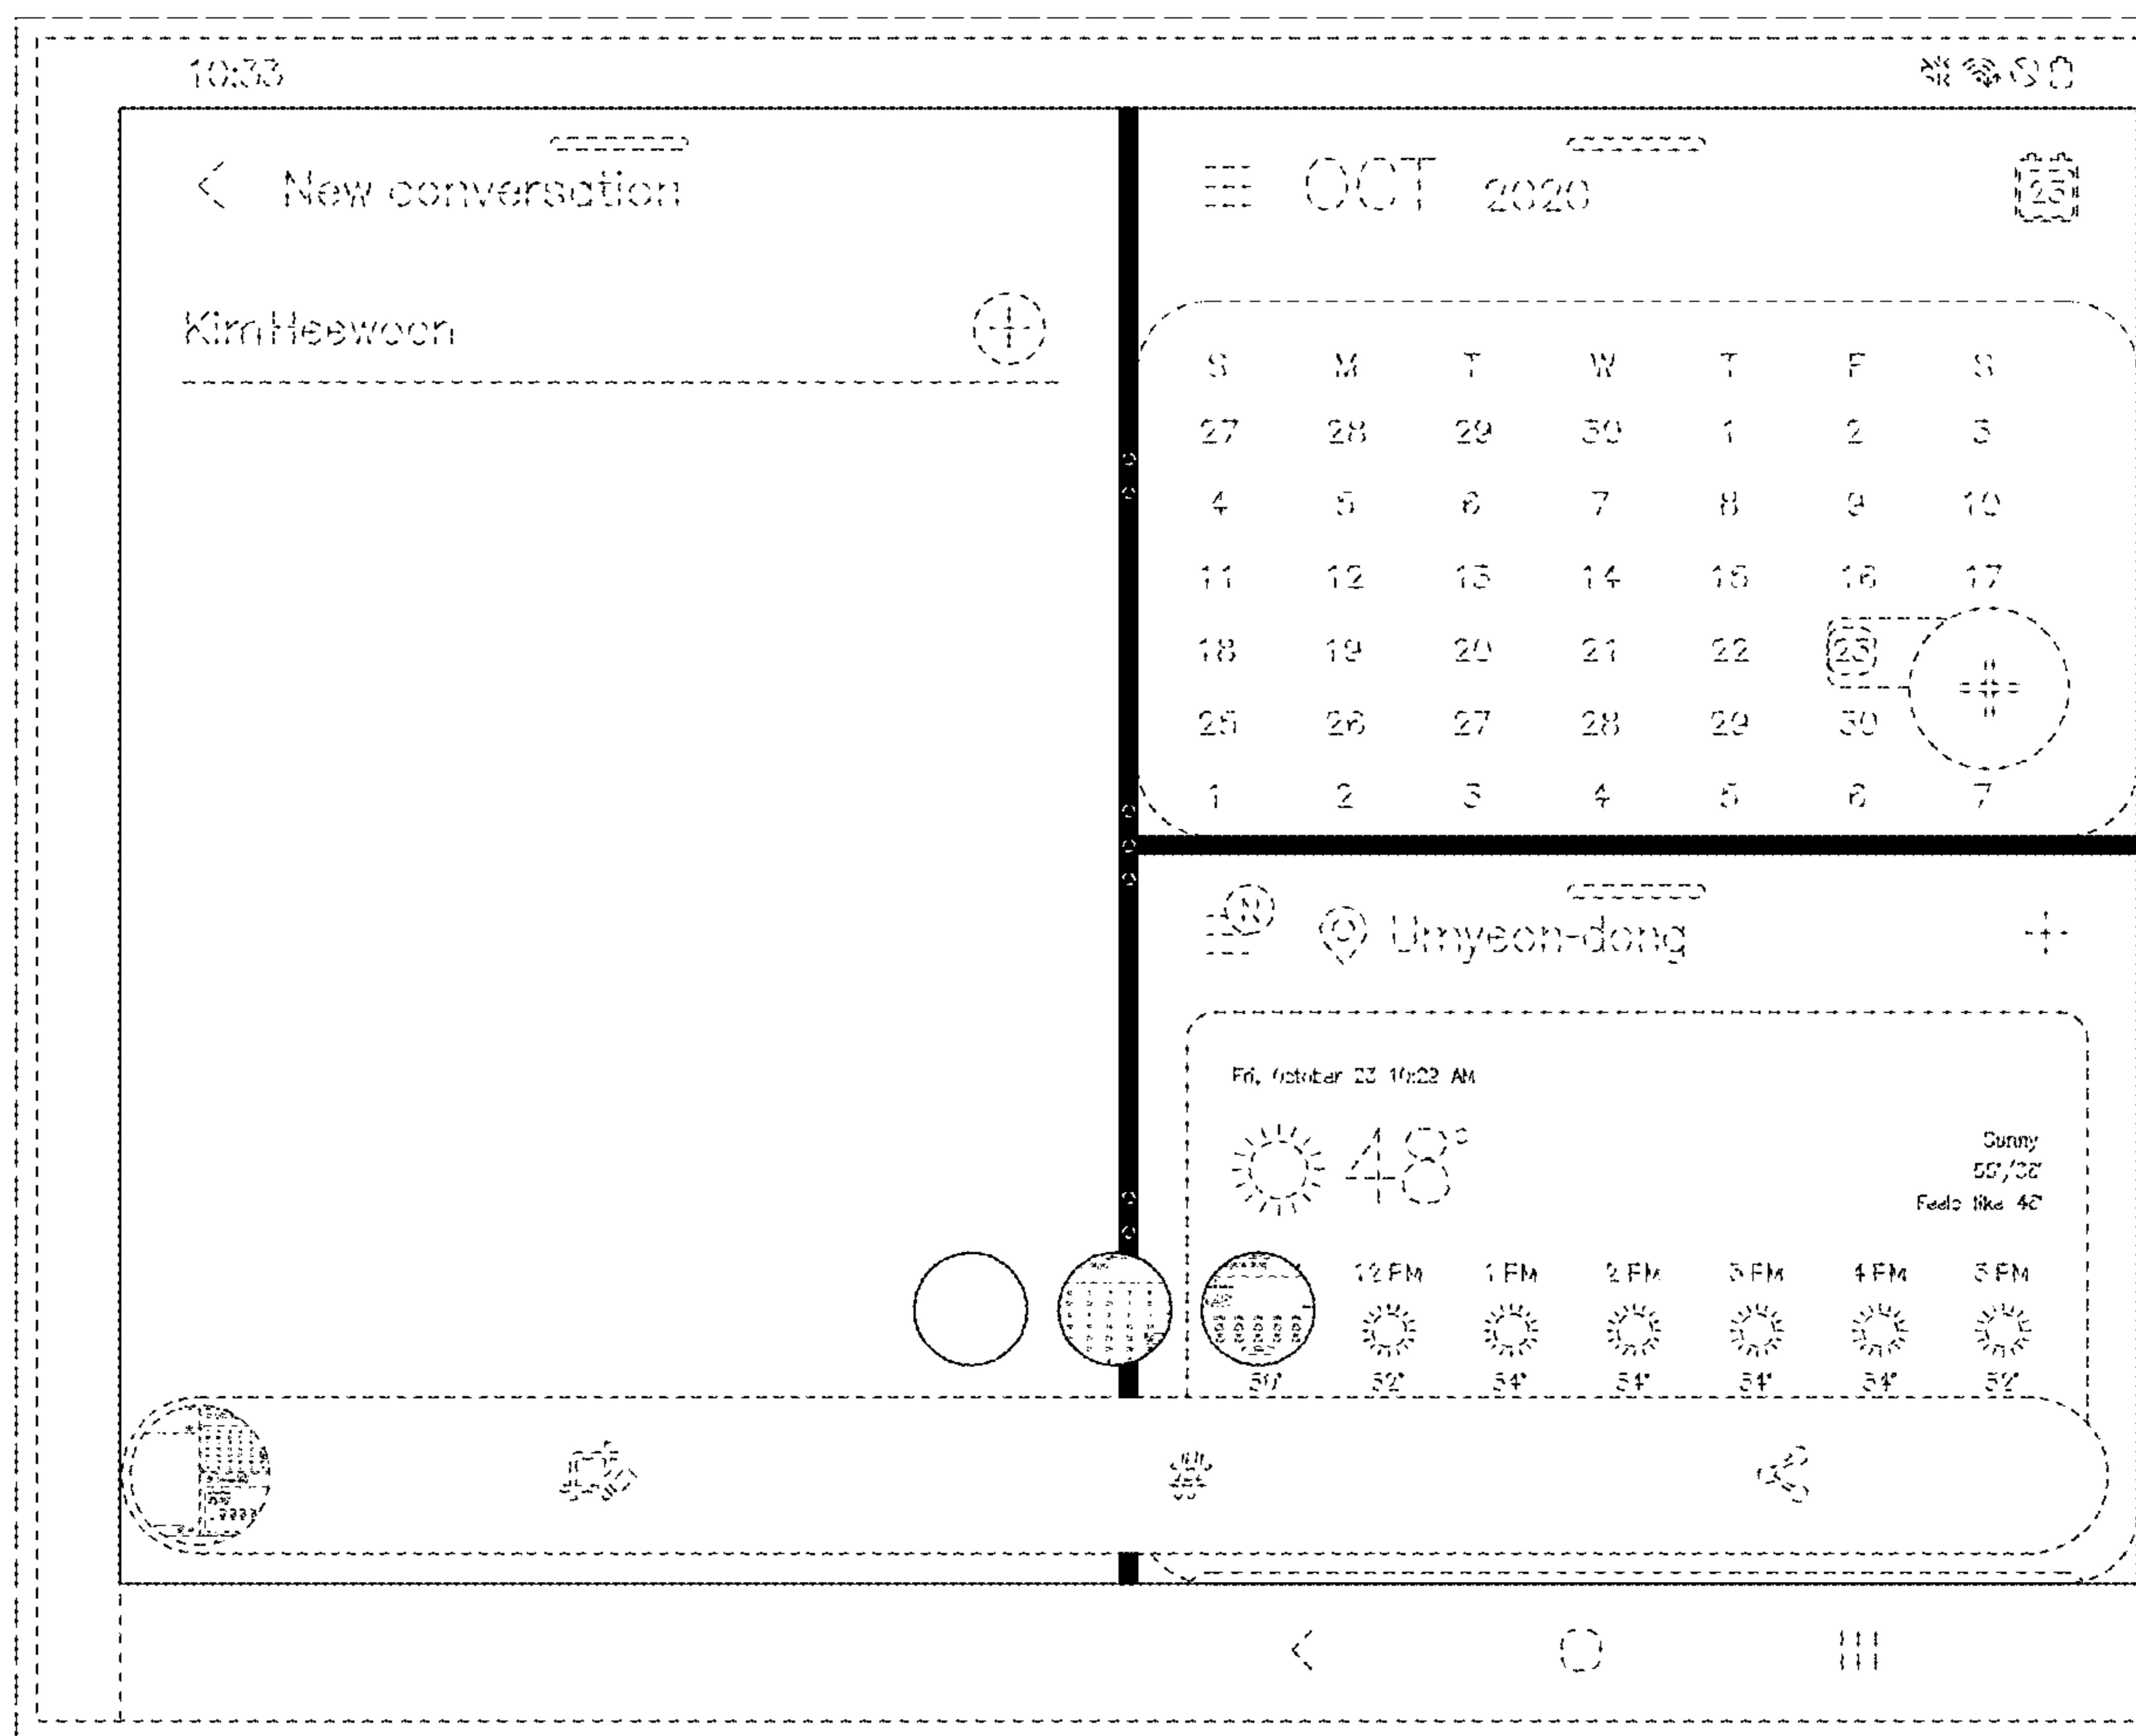 10:33
New conversation
Kim Heewoon
OCT 2020
23
S M T W T F S
27 28 29 30 1 2 3
4 5 6 7 8 9 10
11 12 13 14 15 16 17
18 19 20 21 22 23
25 26 27 28 29 30
1 2 3 4 5 6 7
N
Umyeon-dong
Fri, October 23 10:22 AM
48°
Sunny
Feels like
12 PM 1 PM 2 PM 3 PM 4 PM 5 PM
50° 52° 54° 54° 54° 54° 52°